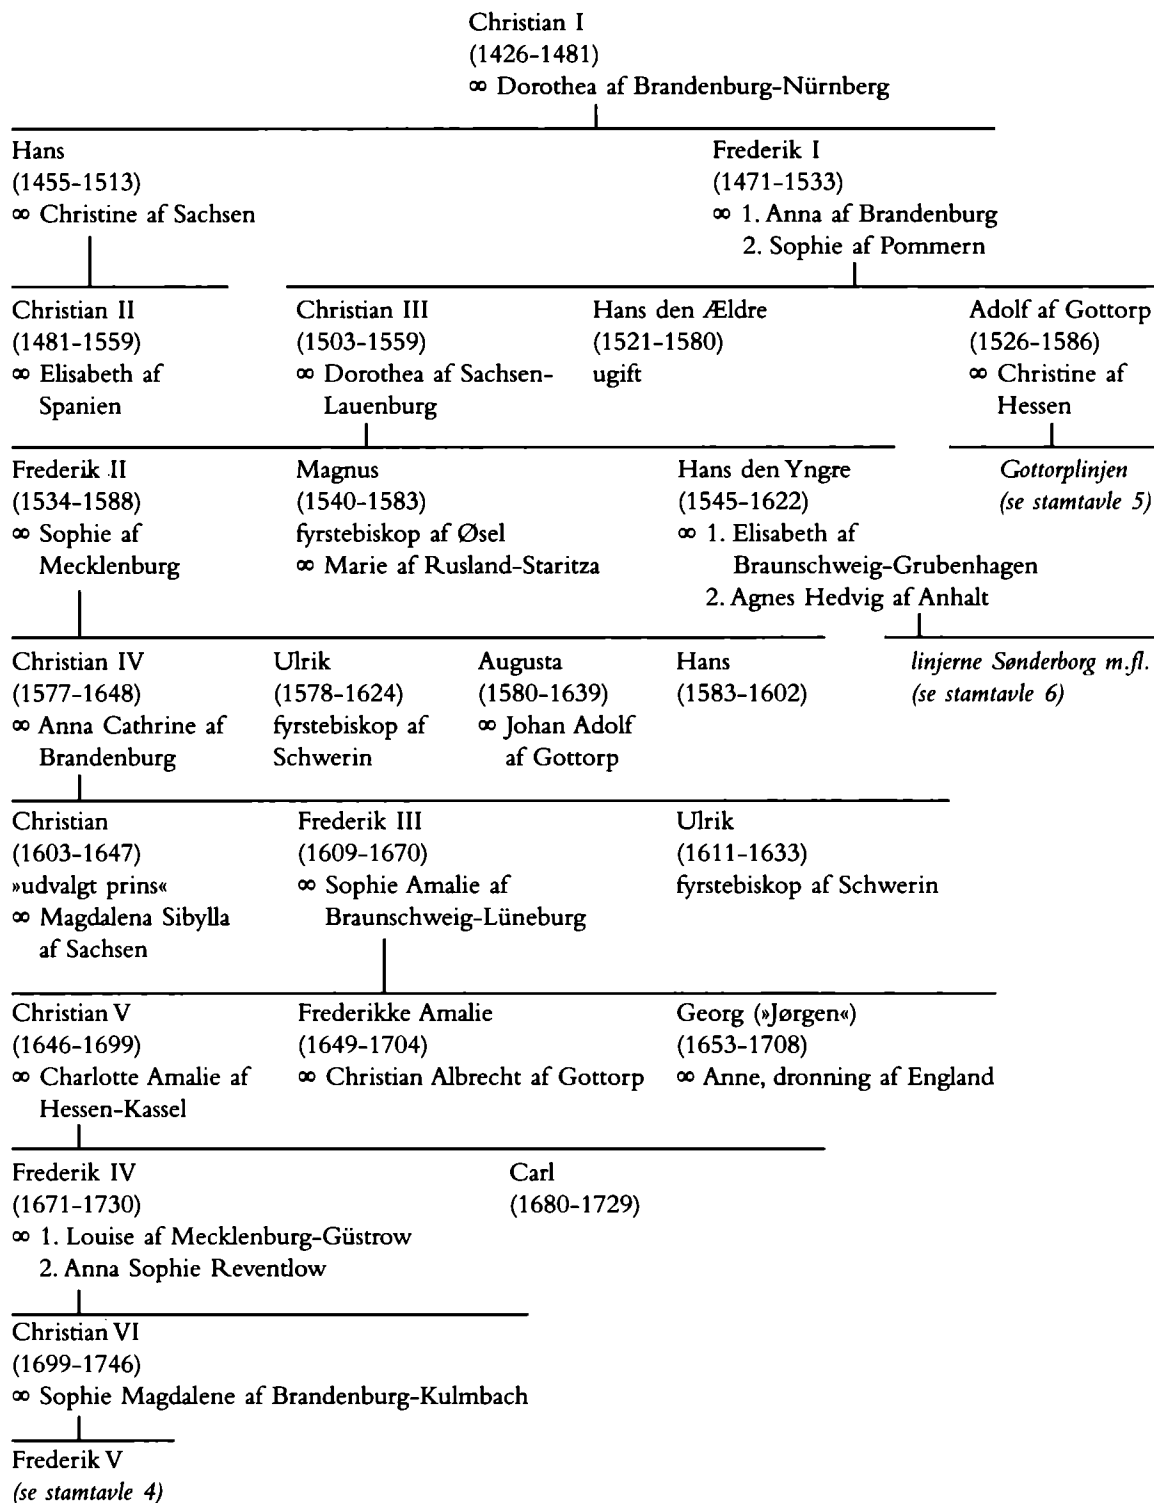 Christian I
(1426-1481)
∞ Dorothea af Brandenburg-Nürnberg
Hans
(1455-1513)
∞ Christine af Sachsen
Frederik I
(1471-1533)
∞ 1. Anna af Brandenburg
2. Sophie af Pommern
Christian II
(1481-1559)
∞ Elisabeth af
Spanien
Christian III
(1503-1559)
∞ Dorothea af Sachsen-
Lauenburg
Hans den Ældre
(1521-1580)
ugift
Adolf af Gottorp
(1526-1586)
∞ Christine af
Hessen
Frederik II
(1534-1588)
∞ Sophie af
Mecklenburg
Magnus
(1540-1583)
fyrstebiskop af Øsel
∞ Marie af Rusland-Staritza
Hans den Yngre
(1545-1622)
∞ 1. Elisabeth af
Braunschweig-Grubenhagen
2. Agnes Hedvig af Anhalt
Gottorplinjen
(se stamtavle 5)
Christian IV
(1577-1648)
∞ Anna Cathrine af
Brandenburg
Ulrik
(1578-1624)
fyrstebiskop af
Schwerin
Augusta
(1580-1639)
∞ Johan Adolf
af Gottorp
Hans
(1583-1602)
linjerne Sønderborg m.fl.
(se stamtavle 6)
Christian
(1603-1647)
»udvalgt prins«
∞ Magdalena Sibylla
af Sachsen
Frederik III
(1609-1670)
∞ Sophie Amalie af
Braunschweig-Lüneburg
Ulrik
(1611-1633)
fyrstebiskop af Schwerin
Christian V
(1646-1699)
∞ Charlotte Amalie af
Hessen-Kassel
Frederikke Amalie
(1649-1704)
∞ Christian Albrecht af Gottorp
Georg (»Jørgen«)
(1653-1708)
∞ Anne, dronning af England
Frederik IV
(1671-1730)
∞ 1. Louise af Mecklenburg-Güstrow
2. Anna Sophie Reventlow
Carl
(1680-1729)
Christian VI
(1699-1746)
∞ Sophie Magdalene af Brandenburg-Kulmbach
Frederik V
(se stamtavle 4)